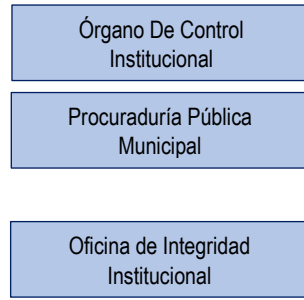 Órgano De Control
Institucional
Procuraduría Pública
Municipal
Oficina de Integridad
Institucional